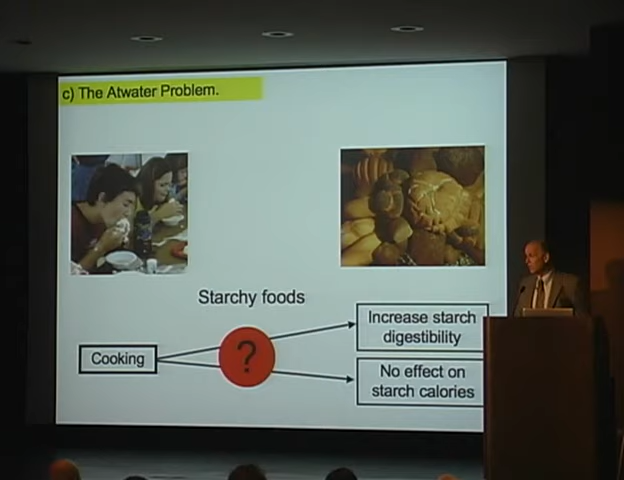 c) The Atwater Problem.
Starchy foods
Cooking
?
Increase starch
digestibility
No effect on
starch calories